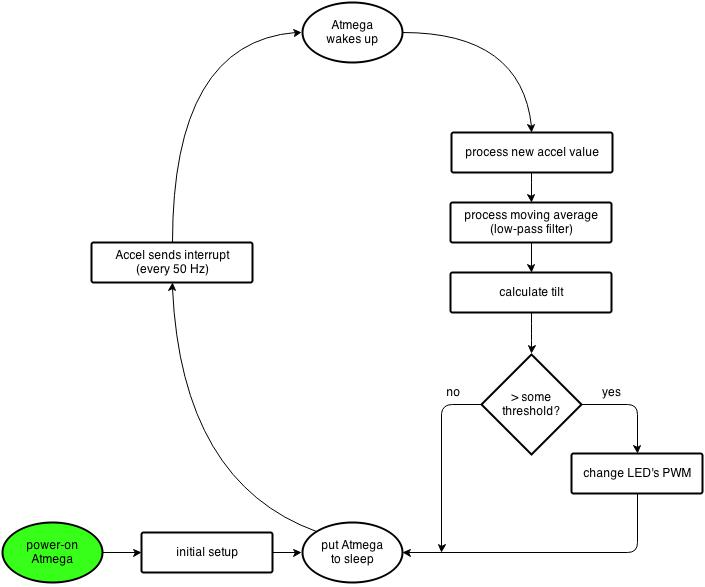 Atmega
wakes up
process new accel value
process moving average
(low-pass filter)
Accel sends interrupt
(every 50 Hz)
calculate tilt
no
> some
threshold?
yes
change LED's PWM
power-on
Atmega
initial setup
put Atmega
to sleep